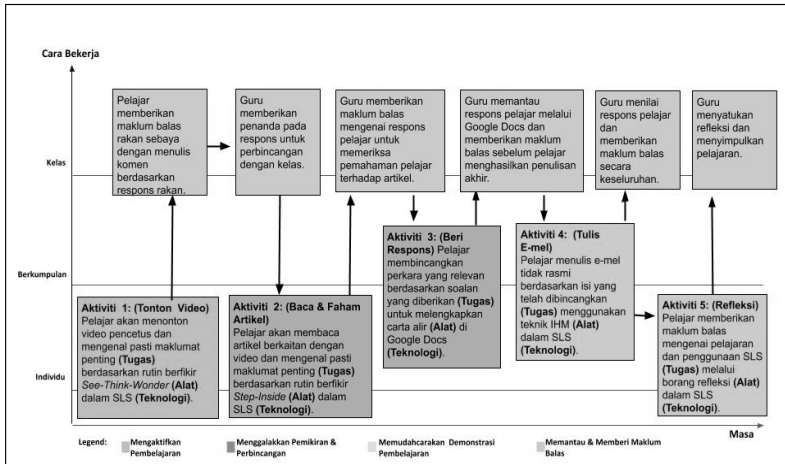 Cara Bekerja
Pelajar
memberikan
maklum balas
rakan sebaya
dengan menulis
komen
berdasarkan
respons rakan.
Guru
memberikan
penanda pada
respons untuk
perbincangan
dengan kelas.
Guru memberikan
maklum balas
mengenai respons
pelajar untuk
memeriksa
pemahaman pelajar
terhadap artikel.
Guru memantau
respons pelajar melalui
Google Docs dan
memberikan maklum
balas sebelum pelajar
menghasilkan penulisan
akhir.
Guru menilai
respons pelajar
dan
memberikan
maklum balas
secara
keseluruhan.
Guru
menyatukan
refleksi dan
menyimpulkan
pelajaran.
Kelas
Berkumpulan
Individu
Aktiviti 1: (Tonton Video)
Pelajar akan menonton
video pencetus dan
mengenal pasti maklumat
penting (Tugas)
berdasarkan rutin berfikir
See-Think-Wonder (Alat)
dalam SLS (Teknologi).
Aktiviti 2: (Baca & Faham
Artikel)
Pelajar akan membaca
artikel berkaitan dengan
video dan mengenal pasti
maklumat penting (Tugas)
berdasarkan rutin berfikir
Step-Inside (Alat) dalam
SLS (Teknologi).
Aktiviti 3: (Beri
Respons) Pelajar
membincangkan
perkara yang relevan
berdasarkan soalan
yang diberikan (Tugas)
untuk melengkapkan
carta alir (Alat) di
Google Docs
(Teknologi).
Aktiviti 4: (Tulis
E-mel)
Pelajar menulis e-mel
tidak rasmi
berdasarkan isi yang
telah dibincangkan
(Tugas) menggunakan
teknik IHM (Alat)
dalam SLS
(Teknologi).
Aktiviti 5: (Refleksi)
Pelajar memberikan
maklum balas
mengenai pelajaran
dan penggunaan SLS
(Tugas) melalui
borang refleksi (Alat)
dalam SLS
(Teknologi).
Masa
Legend:
Mengaktifkan
Pembelajaran
Menggalakkan Pemikiran &
Perbincangan
Memudahcarakan Demonstrasi
Pembelajaran
Memantau & Memberi Maklum
Balas